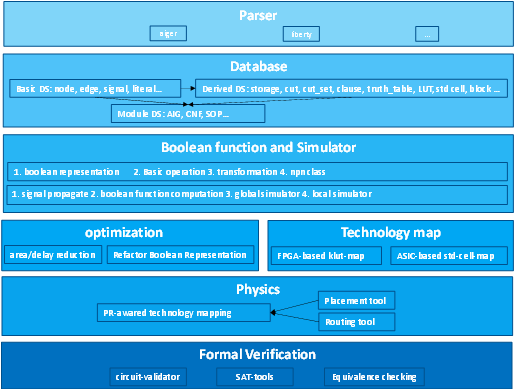 Parser
aiger
liberty
...
Database
Basic DS: node, edge, signal, literal...
Derived DS: storage, cut, cut_set, clause, truth_table, LUT, std cell, block ...
Module DS: AIG, CNF, SOP...
Boolean function and Simulator
1. boolean representation 2. Basic operation 3. transformation 4. npn class
1. signal propagate 2. boolean function computation 3. global simulator 4. local simulator
optimization
area/delay reduction
Refactor Boolean Representation
Technology map
FPGA-based klut-map
ASIC-based std-cell-map
Physics
PR-awared technology mapping
Placement tool
Routing tool
Formal Verification
circuit-validator
SAT-tools
Equivalence checking